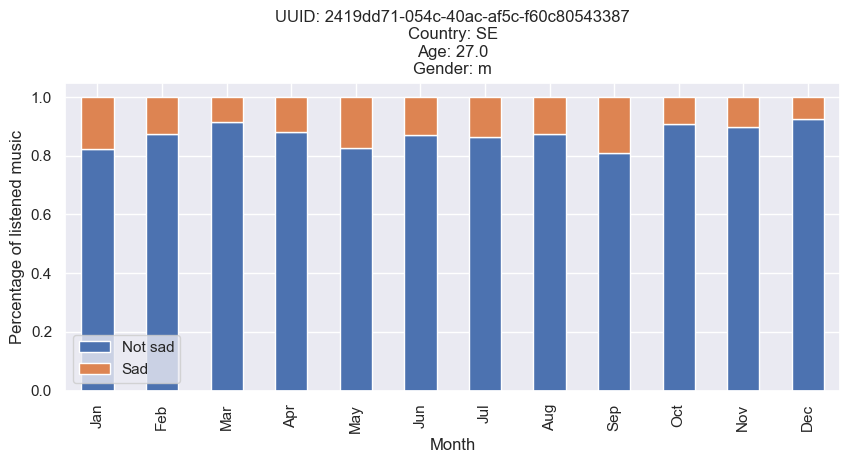 UUID: 2419dd71-054c-40ac-af5c-f60c80543387
Country: SE
Age: 27.0
Gender: m
Percentage of listened music
1.0
0.8
0.6
0.4
0.2
0.0
Not sad
Sad
Jan
Feb
Mar
Apr
May
Jun
Jul
Aug
Sep
Oct
Nov
Dec
Month